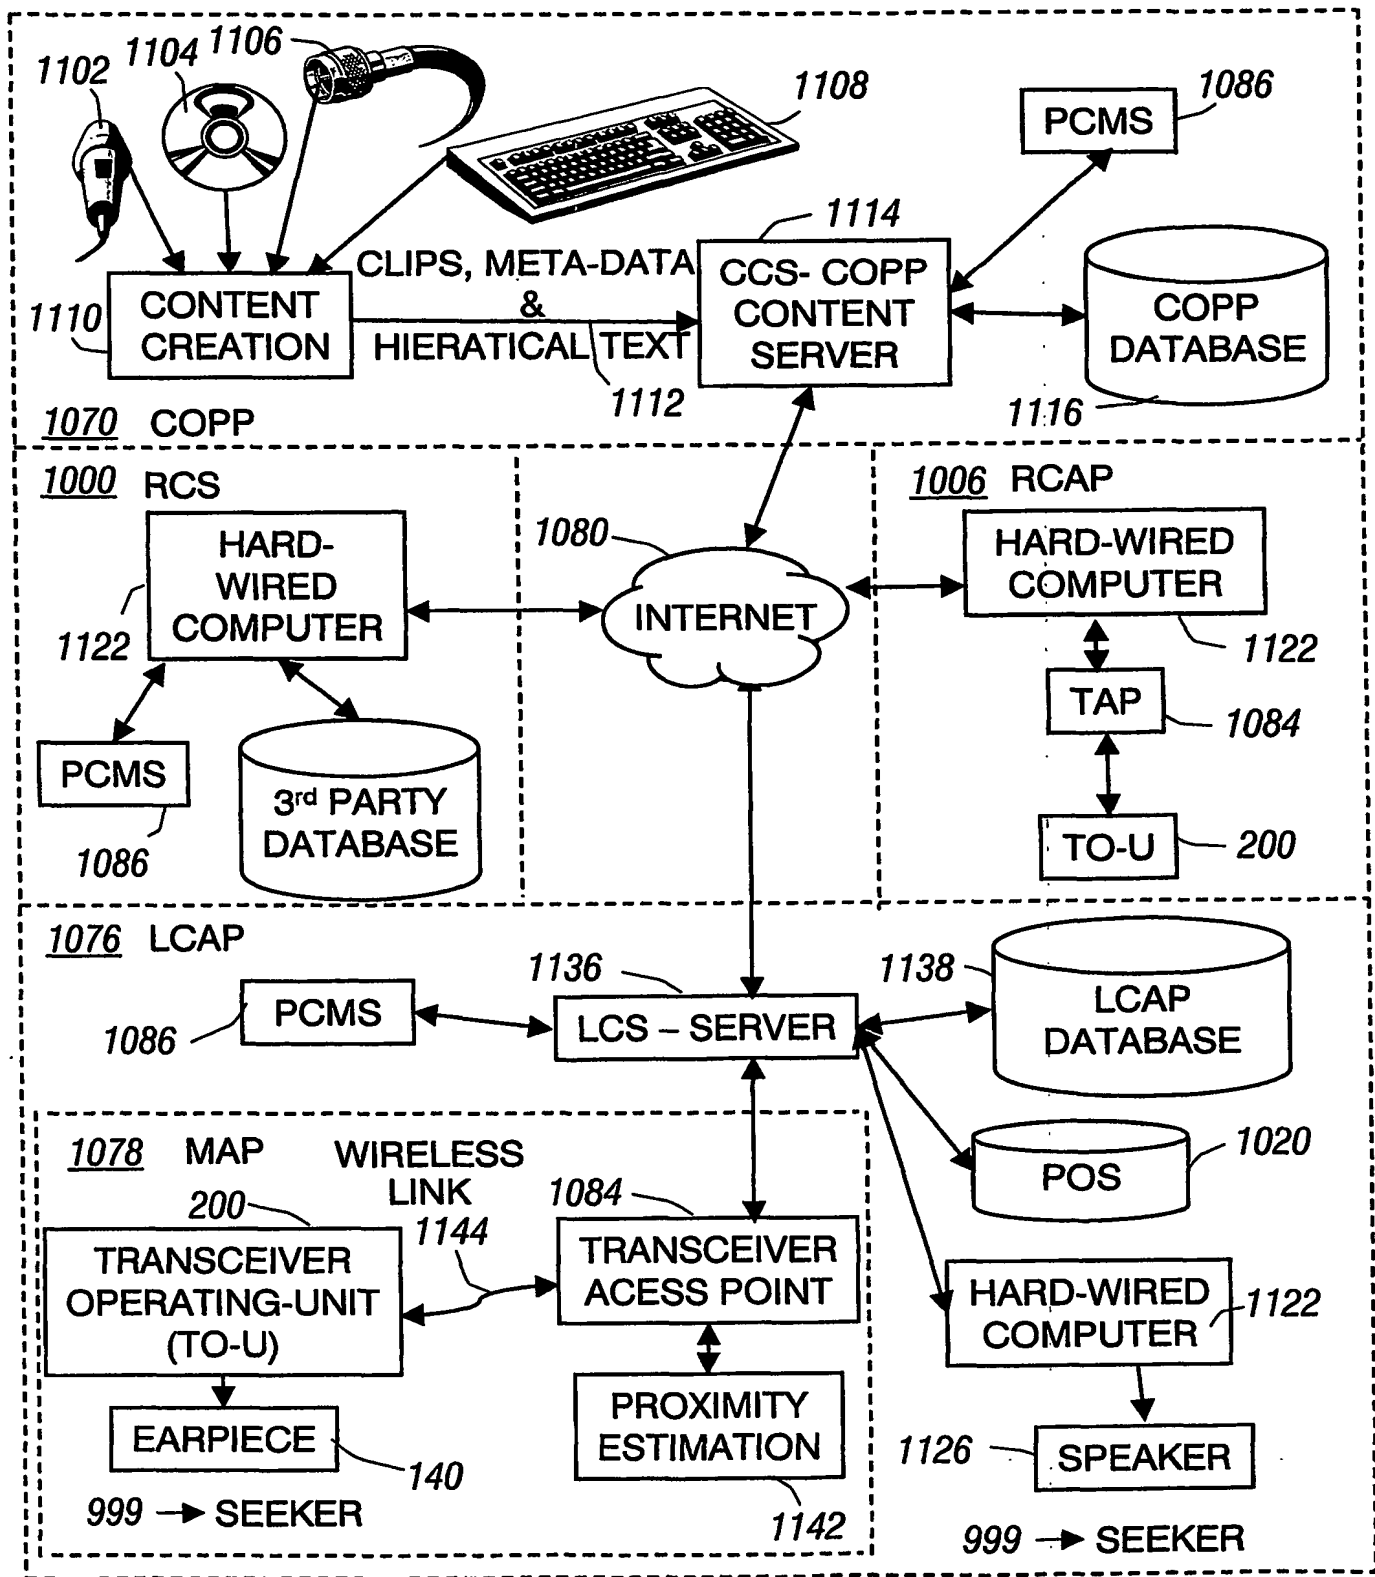 1102
1104
1106
1108
PCMS
1086
1114
CLIPS, META-DATA
&
HIERATICAL TEXT
1112
1110
CONTENT
CREATION
CCS- COPP
CONTENT
SERVER
COPP
DATABASE
1116
1070 COPP
1000 RCS
HARD-
WIRED
COMPUTER
1122
PCMS
1086
3rd PARTY
DATABASE
1080
INTERNET
1006 RCAP
HARD-WIRED
COMPUTER
1122
TAP
1084
TO-U
200
1076 LCAP
PCMS
1086
1136
LCS – SERVER
1138
LCAP
DATABASE
POS
1020
1078 MAP
WIRELESS
LINK
1144
200
TRANSCEIVER
OPERATING-UNIT
(TO-U)
1084
TRANSCEIVER
ACESS POINT
EARPIECE
140
PROXIMITY
ESTIMATION
1142
999 → SEEKER
HARD-WIRED
COMPUTER
1122
1126
SPEAKER
999 → SEEKER